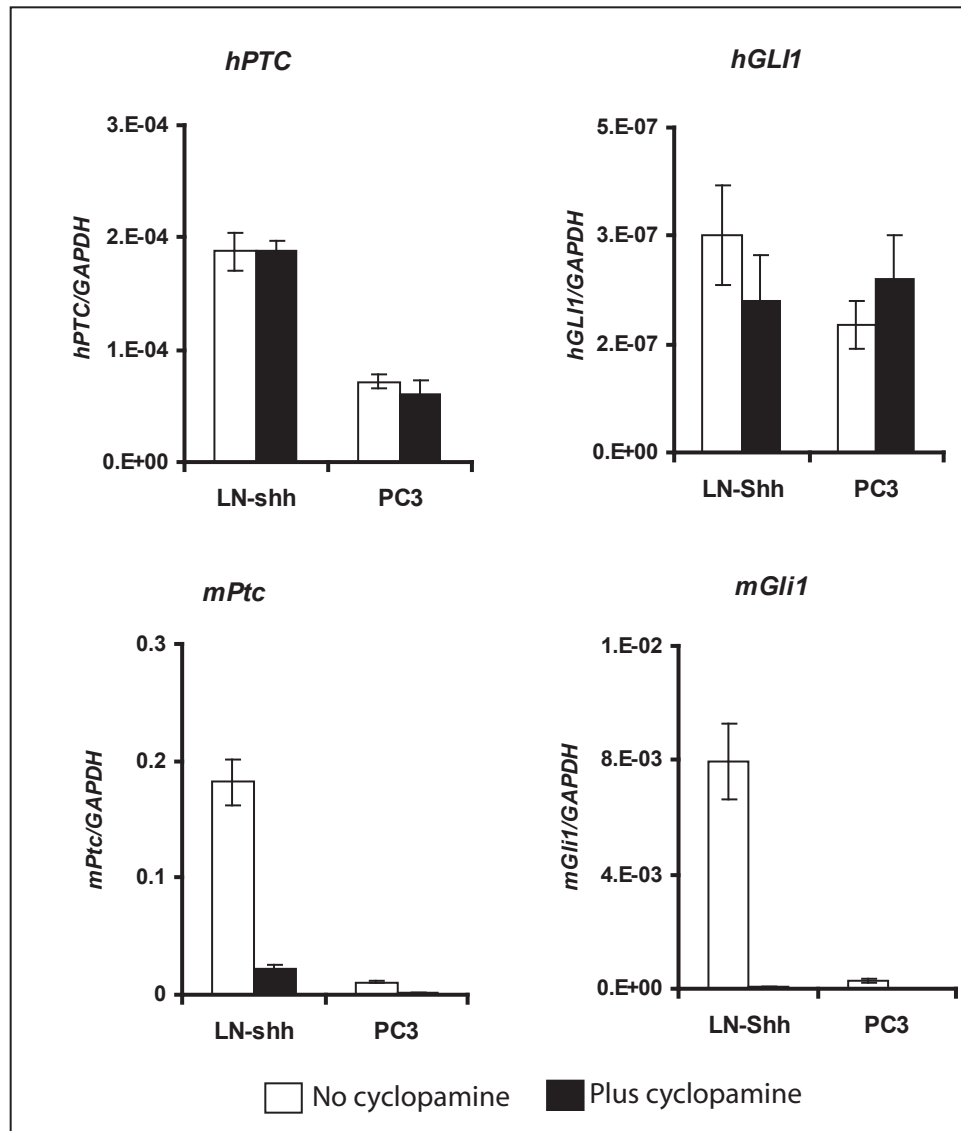 hPTC
hPTC/GAPDH
3.E-04
2.E-04
1.E-04
0.E+00
LN-shh PC3
hGLI1
hGLI1/GAPDH
5.E-07
3.E-07
2.E-07
0.E+00
LN-Shh PC3
mPtc
mPtc/GAPDH
0.3
0.2
0.1
0
LN-shh PC3
mGli1
mGli1/GAPDH
1.E-02
8.E-03
4.E-03
0.E+00
LN-Shh PC3
No cyclopamine Plus cyclopamine